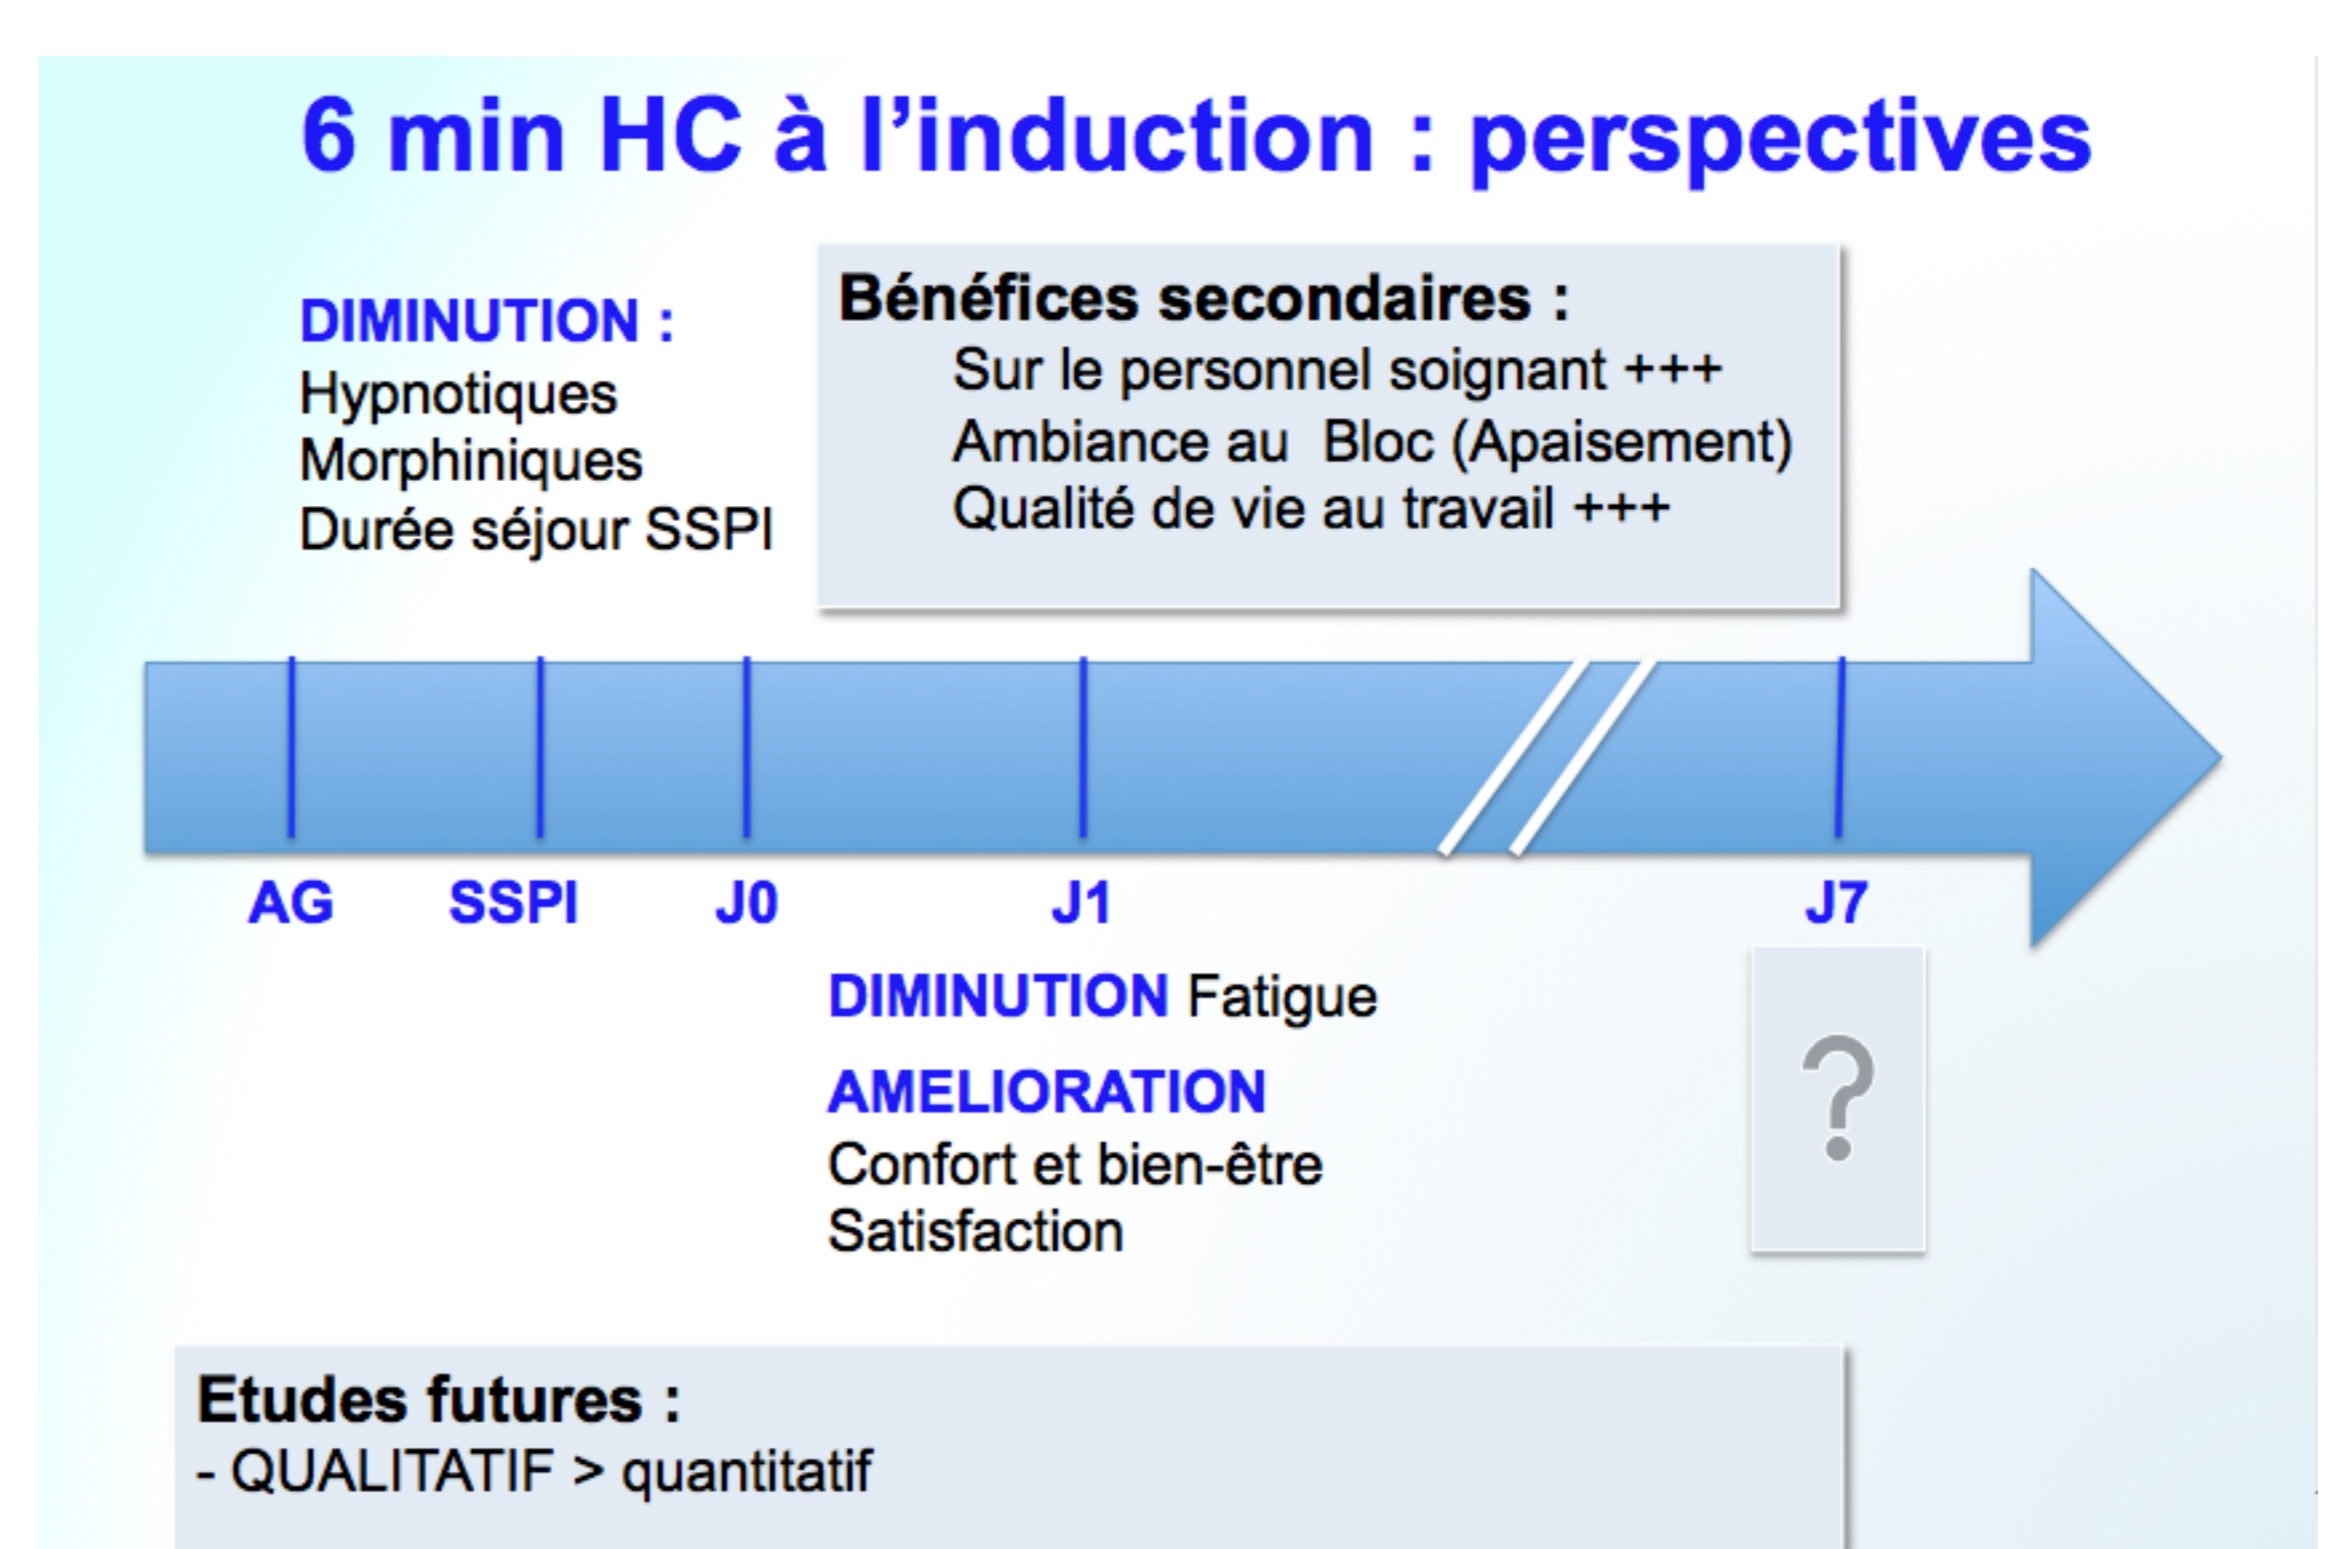 6 min HC à l’induction : perspectives
DIMINUTION :
Hypnotiques
Morphiniques
Durée séjour SSPI
Bénéfices secondaires :
Sur le personnel soignant +++
Ambiance au  Bloc (Apaisement)
Qualité de vie au travail +++
AG SSPI J0 J1 J7
DIMINUTION Fatigue
AMELIORATION
Confort et bien-être
Satisfaction
?
Etudes futures :
- QUALITATIF > quantitatif